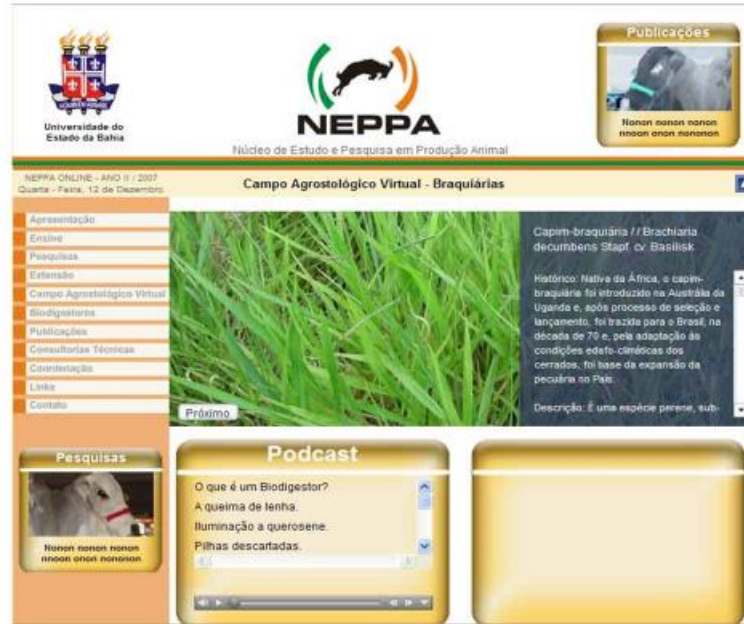 Universidade do
Estado da Bahia
NEPPA
Núcleo de Estudo e Pesquisa em Produção Animal
Publicações
Nonon nonon nonon
nnoon onon nononon
NEPPA ONLINE - ANO II / 2007
Quarta - Feira, 12 de Dezembro
Campo Agrostológico Virtual - Braquiárias
Apresentação
Ensino
Pesquisas
Extensão
Campo Agrostológico Virtual
Biodigestores
Publicações
Consultorias Técnicas
Coordenação
Links
Contato
Próximo
Capim-braquiária // Brachiaria
decumbens Stapf. cv. Basilisk
Histórico: Nativa da África, o capim-
braquiária foi introduzido na Austrália da
Uganda e, após processo de seleção e
lançamento, foi trazida para o Brasil, na
década de 70 e, pela adaptação às
condições edafo-climáticas dos
cerrados, foi base da expansão da
pecuária no País.
Descrição: É uma espécie perene, sub-
Pesquisas
Nonon nonon nonon
nnoon onon nononon
Podcast
O que é um Biodigestor?
A queima de lenha.
Iluminação a querosene.
Pilhas descartadas.